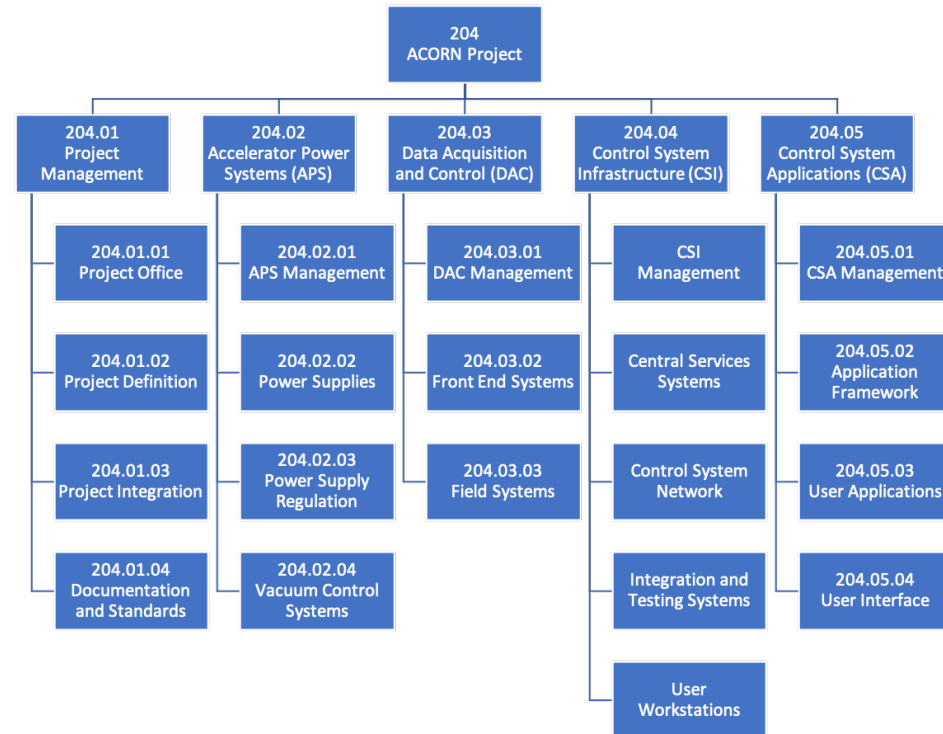 204
ACORN Project
204.01
Project
Management
204.02
Accelerator Power
Systems (APS)
204.03
Data Acquisition
and Control (DAC)
204.04
Control System
Infrastructure (CSI)
204.05
Control System
Applications (CSA)
204.01.01
Project Office
204.01.02
Project Definition
204.01.03
Project Integration
204.01.04
Documentation
and Standards
204.02.01
APS Management
204.02.02
Power Supplies
204.02.03
Power Supply
Regulation
204.02.04
Vacuum Control
Systems
204.03.01
DAC Management
204.03.02
Front End Systems
204.03.03
Field Systems
CSI
Management
Central Services
Systems
Control System
Network
Integration and
Testing Systems
User
Workstations
204.05.01
CSA Management
204.05.02
Application
Framework
204.05.03
User Applications
204.05.04
User Interface